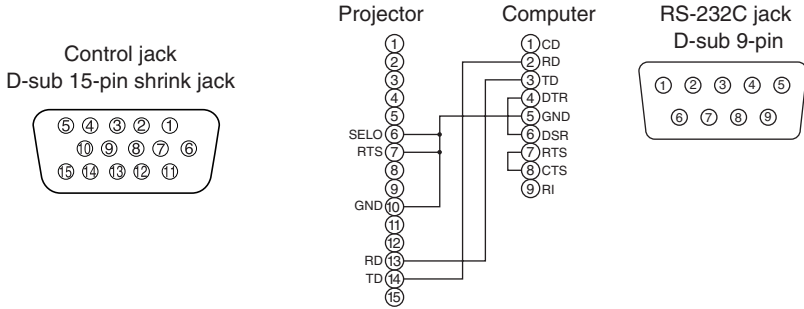 Control jack
D-sub 15-pin shrink jack
5 4 3 2 1
10 9 8 7 6
15 14 13 12 11
Projector
1
2
3
4
5
SELO 6
RTS 7
8
9
GND 10
11
12
RD 13
TD 14
15
Computer
1 CD
2 RD
3 TD
4 DTR
5 GND
6 DSR
7 RTS
8 CTS
9 RI
RS-232C jack
D-sub 9-pin
1 2 3 4 5
6 7 8 9